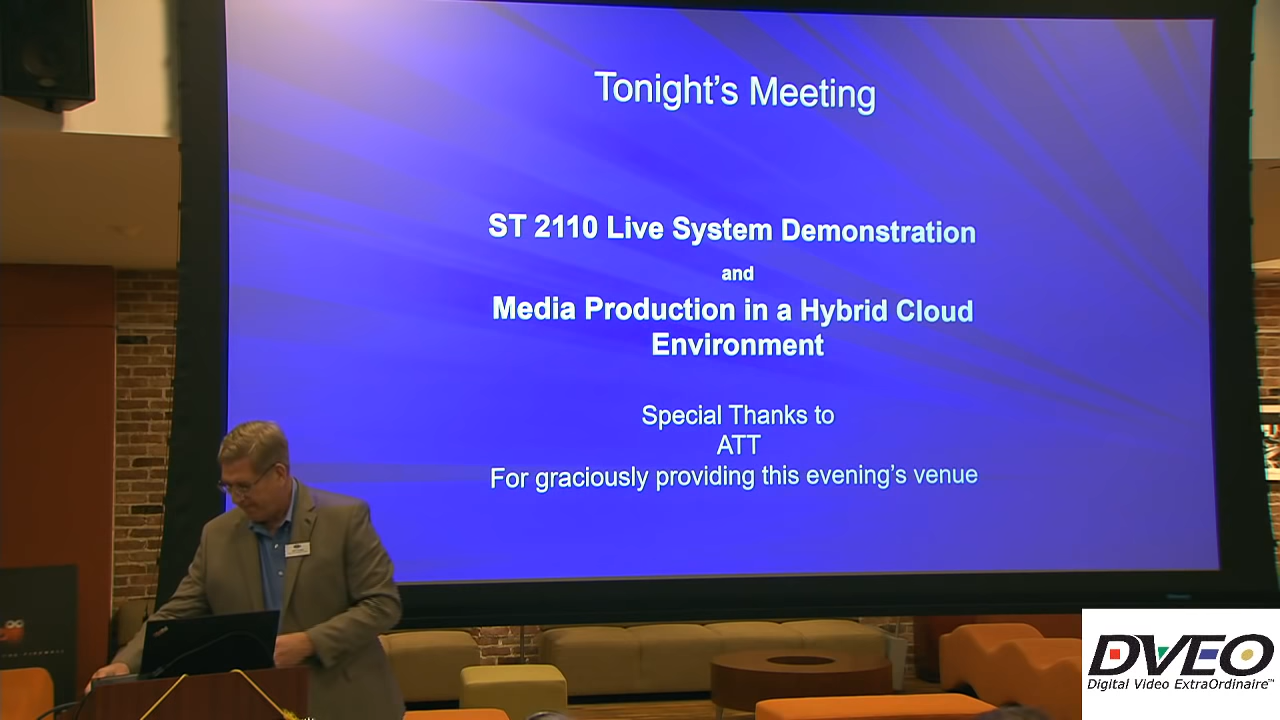 Tonight's Meeting
ST 2110 Live System Demonstration
and
Media Production in a Hybrid Cloud
Environment
Special Thanks to
ATT
For graciously providing this evening's venue
DVEO
Digital Video ExtraOrdinaire™